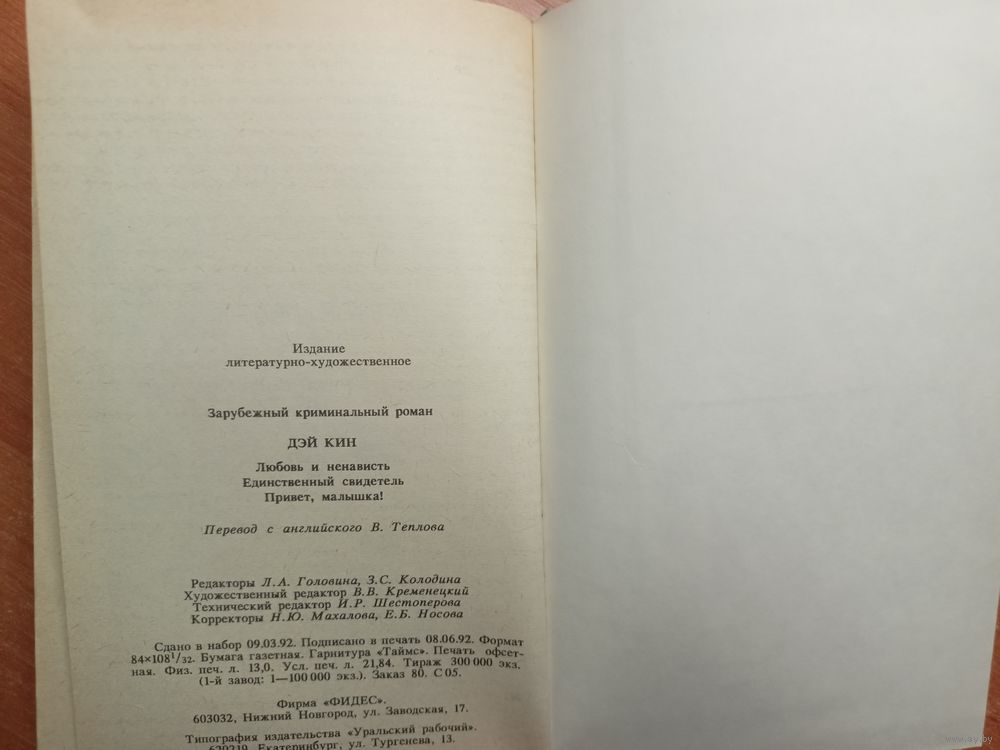 Издание
литературно-художественное
Зарубежный криминальный роман
ДЭЙ КИН
Любовь и ненависть
Единственный свидетель
Привет, малышка!
Перевод с английского В. Теплова
Редакторы Л.А. Головина, З.С. Колодина
Художественный редактор В.В. Кременецкий
Технический редактор И.Р. Шестоперова
Корректоры Н.Ю. Махалова, Е.Б. Носова
Сдано в набор 09.03.92. Подписано в печать 08.06.92. Формат
84×108¹/₃₂. Бумага газетная. Гарнитура «Таймс». Печать офсет-
ная. Физ. печ. л. 13,0. Усл. печ. л. 21,84. Тираж 300 000 экз.
(1-й завод: 1—100 000 экз.). Заказ 80. С 05.
Фирма «ФИДЕС».
603032, Нижний Новгород, ул. Заводская, 17.
Типография издательства «Уральский рабочий».
620219, Екатеринбург, ул. Тургенева, 13.
www.ay.by